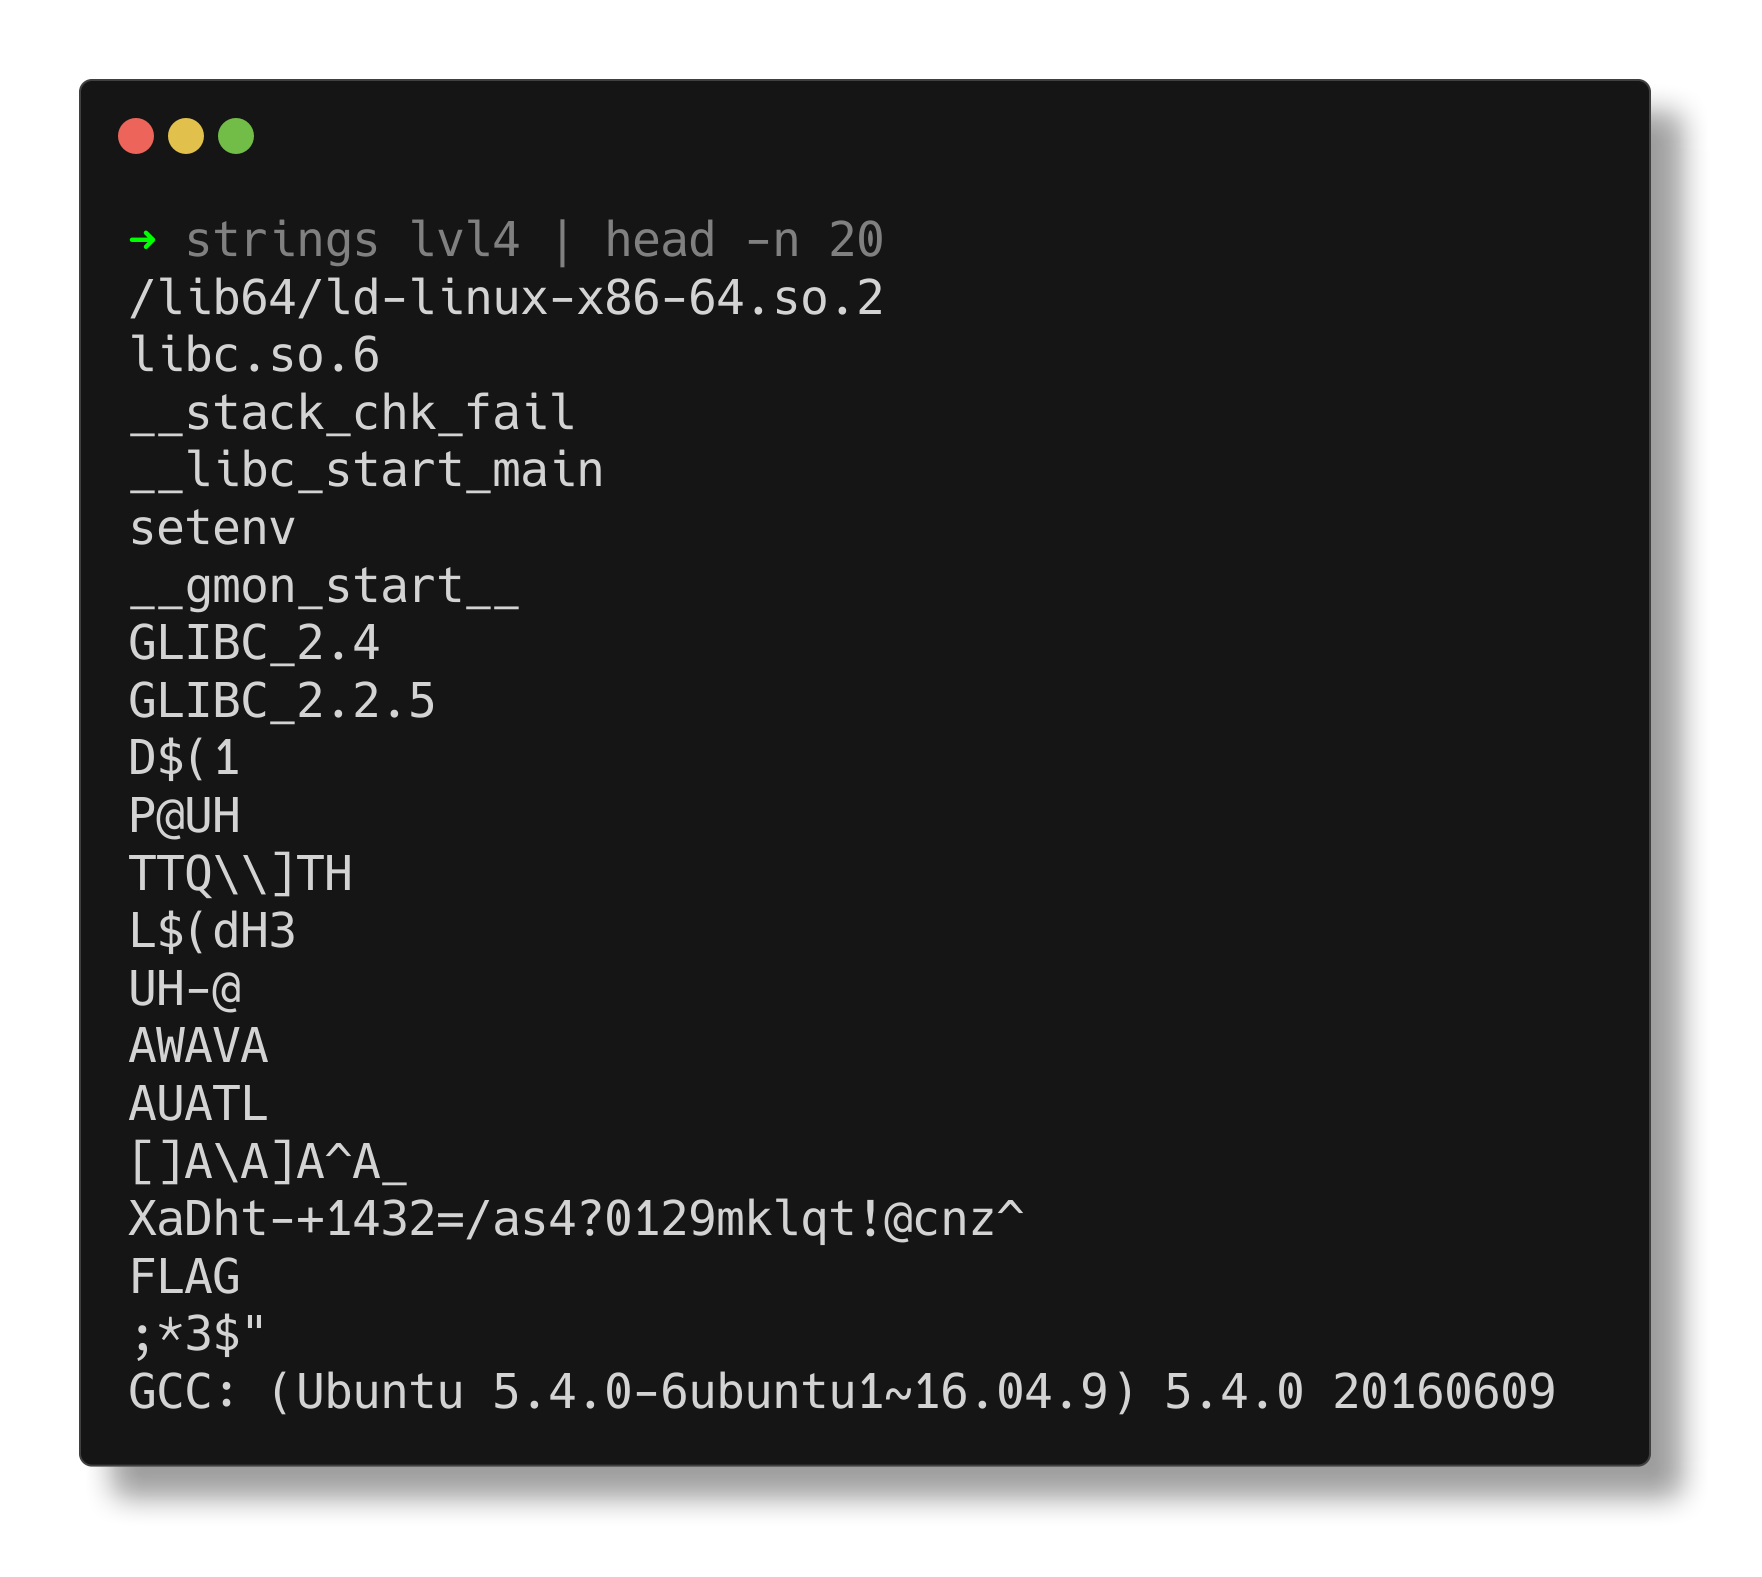 ➜ strings lvl4 | head -n 20
/lib64/ld-linux-x86-64.so.2
libc.so.6
__stack_chk_fail
__libc_start_main
setenv
__gmon_start__
GLIBC_2.4
GLIBC_2.2.5
D$(1
P@UH
TTQ\\]TH
L$(dH3
UH-@
AWAVA
AUATL
[]A\A]A^A_
XaDht-+1432=/as4?0129mklqt!@cnz^
FLAG
;*3$"
GCC: (Ubuntu 5.4.0-6ubuntu1~16.04.9) 5.4.0 20160609